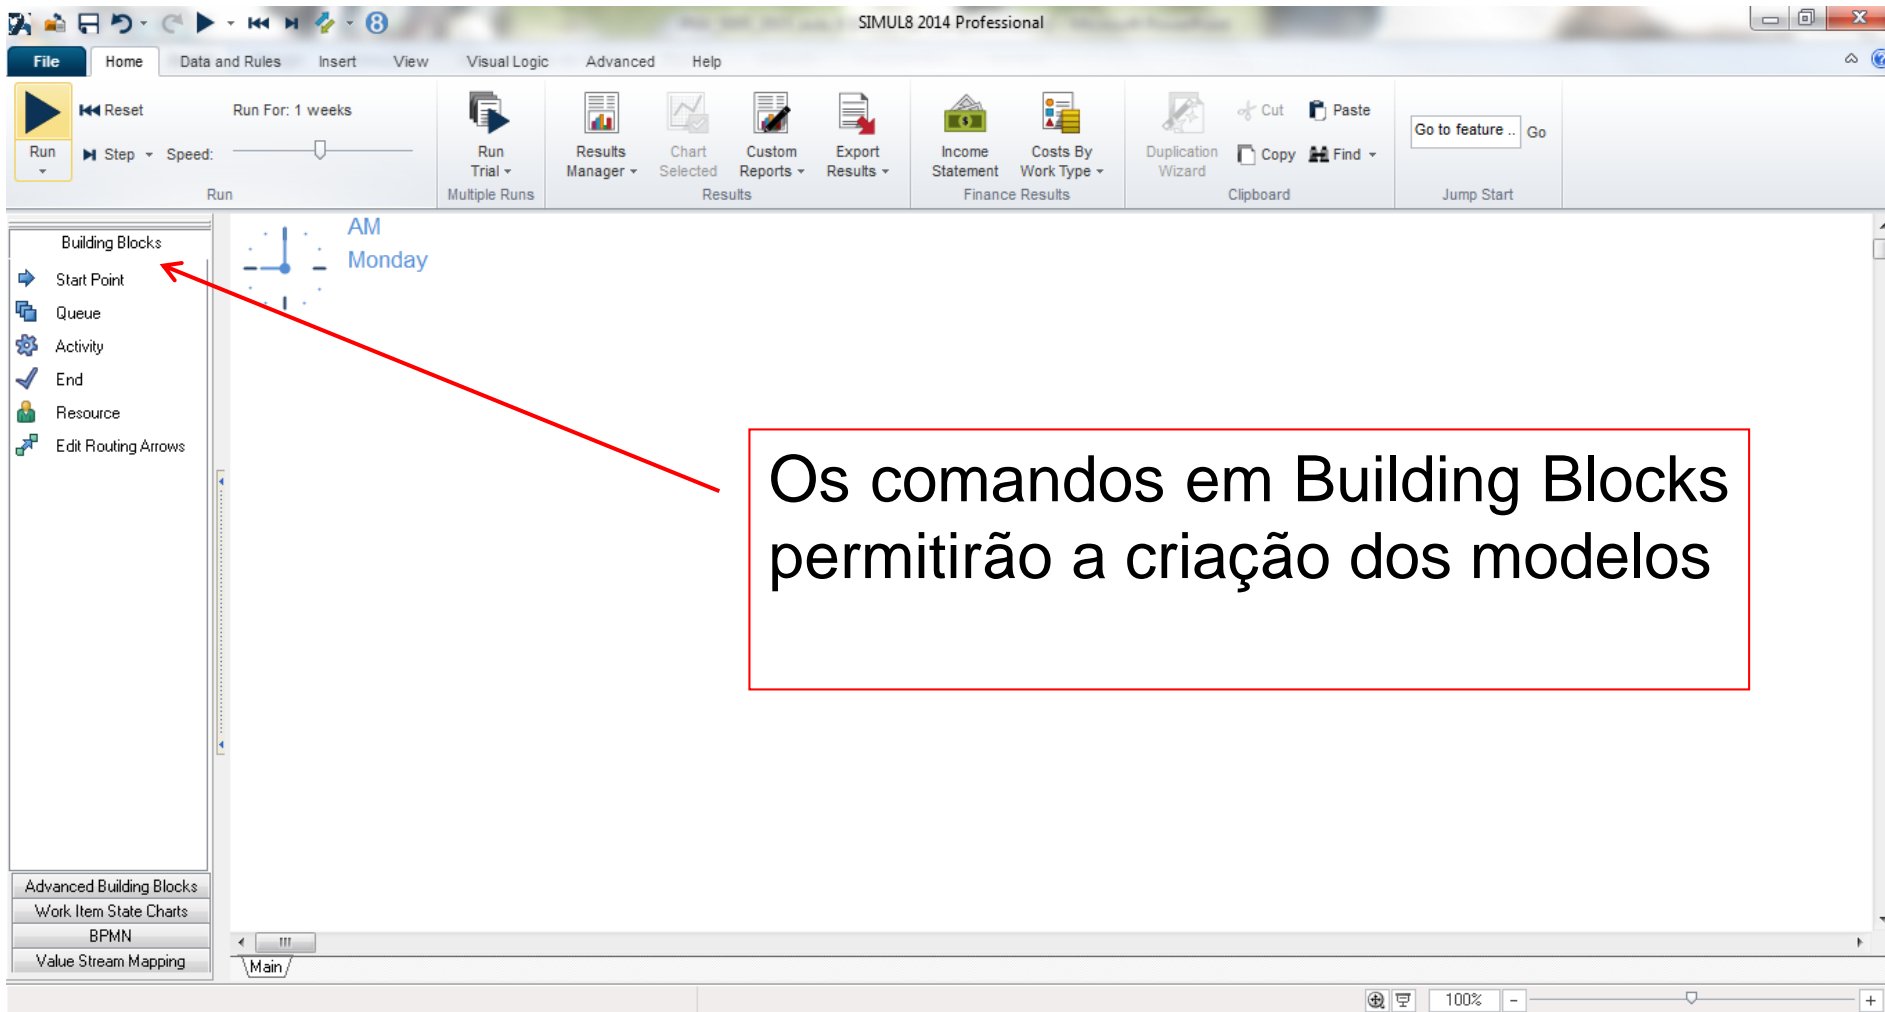 SIMUL8 2014 Professional
File Home Data and Rules Insert View Visual Logic Advanced Help
Run
Reset
Step
Speed:
Run For: 1 weeks
Run
Run
Trial
Multiple Runs
Results
Manager
Chart
Selected
Custom
Reports
Export
Results
Results
Income
Statement
Costs By
Work Type
Finance Results
Duplication
Wizard
Cut
Copy
Paste
Find
Clipboard
Go to feature ..
Go
Jump Start
Building Blocks
Start Point
Queue
Activity
End
Resource
Edit Routing Arrows
AM
Monday
Os comandos em Building Blocks
permitirão a criação dos modelos
Advanced Building Blocks
Work Item State Charts
BPMN
Value Stream Mapping
Main
100%